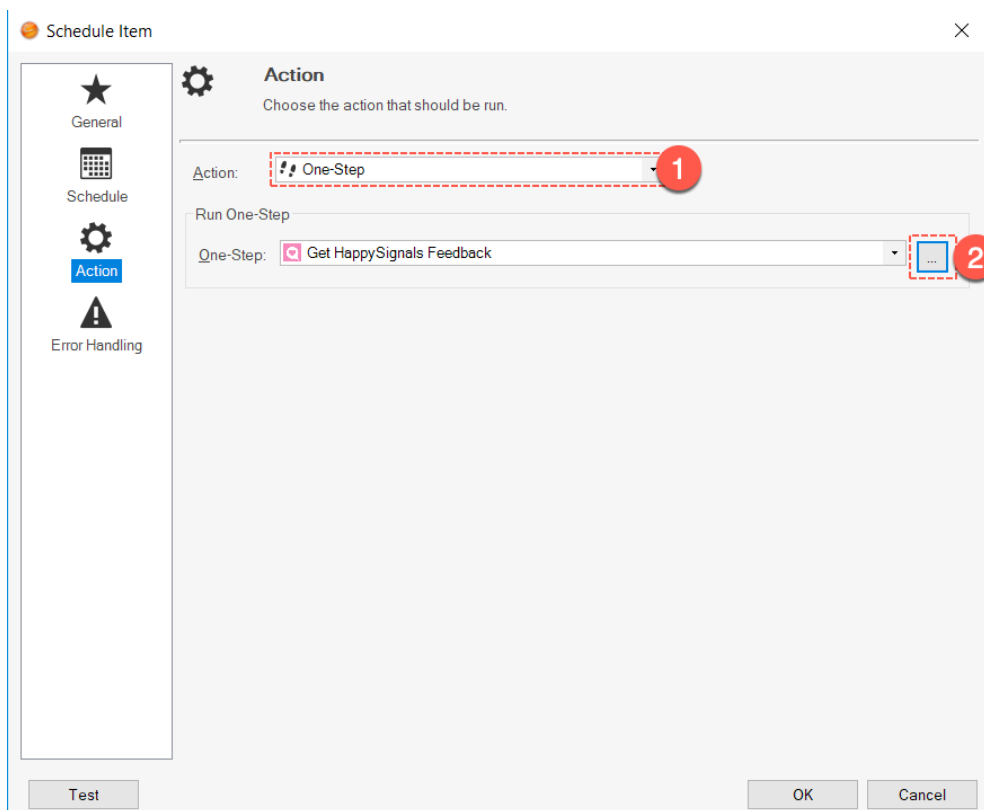 Schedule Item
General
Schedule
Action
Error Handling
Action
Choose the action that should be run.
Action: One-Step 1
Run One-Step
One-Step: Get HappySignals Feedback ... 2
Test OK Cancel